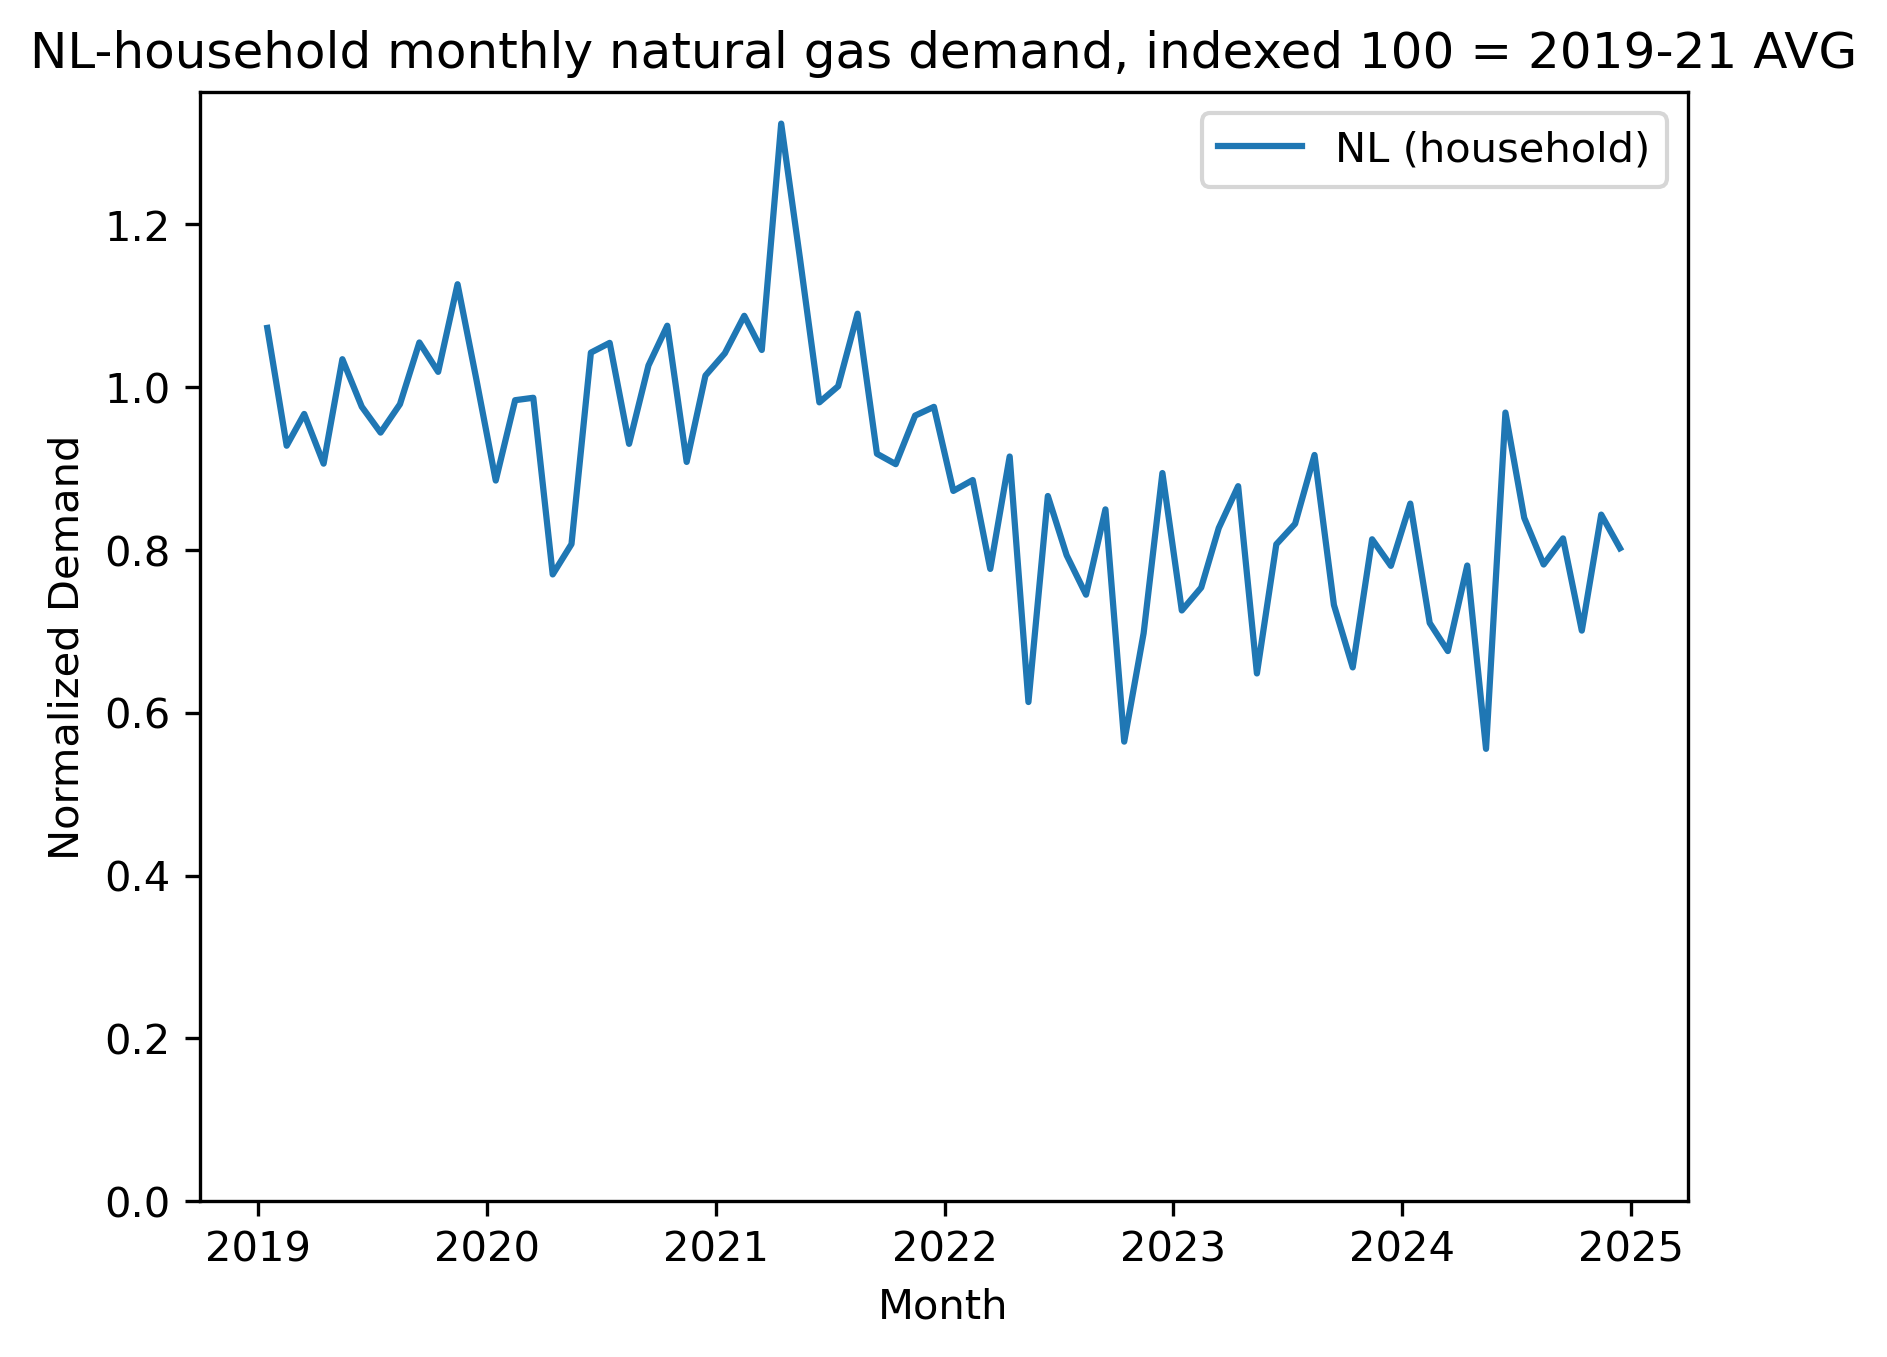 NL-household monthly natural gas demand, indexed 100 = 2019-21 AVG
NL (household)
Normalized Demand
1.2
1.0
0.8
0.6
0.4
0.2
0.0
2019 2020 2021 2022 2023 2024 2025
Month